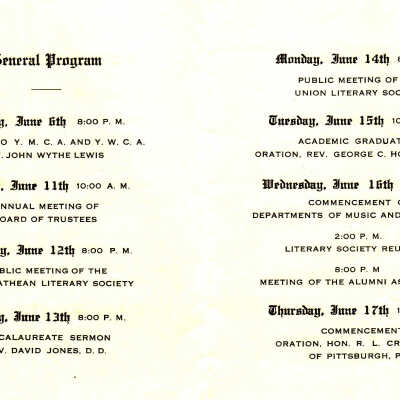 General Program
June 6th 8:00 P. M.
O Y. M. C. A. AND Y. W. C. A.
JOHN WYTHE LEWIS
June 11th 10:00 A. M.
ANNUAL MEETING OF
BOARD OF TRUSTEES
June 12th 8:00 P. M.
MEETING OF THE
LITERARY SOCIETY
June 13th 8:00 P. M.
SERMON
DAVID JONES, D. D.
Monday, June 14th
PUBLIC MEETING OF
UNION LITERARY
Tuesday, June 15th
ACADEMIC
ORATION, REV. GEORGE C.
Wednesday, June 16th
COMMENCEMENT
DEPARTMENTS OF MUSIC AND
2:00 P. M.
LITERARY SOCIETY
8:00 P. M
MEETING OF THE ALUMNI
Thursday, June 17th
COMMENCEMENT
ORATION, HON. R. L.
OF PITTSBURGH,